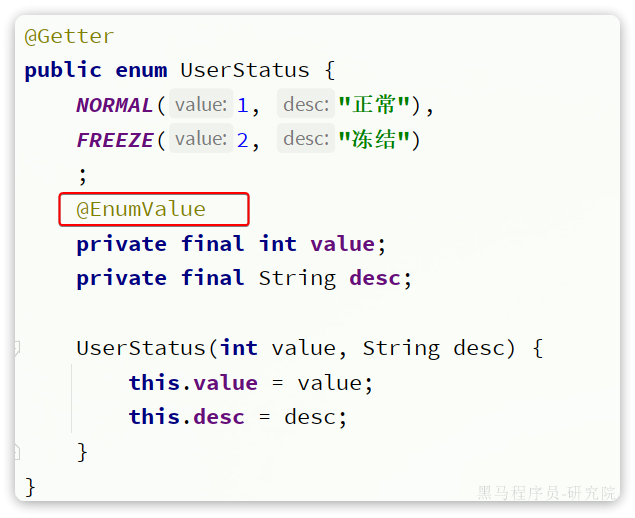 @Getter
public enum UserStatus {
    NORMAL( value: 1, desc: "正常"),
    FREEZE( value: 2, desc: "冻结")
    ;
    @EnumValue
    private final int value;
    private final String desc;

    UserStatus(int value, String desc) {
        this.value = value;
        this.desc = desc;
    }
}
黑马程序员-研究院